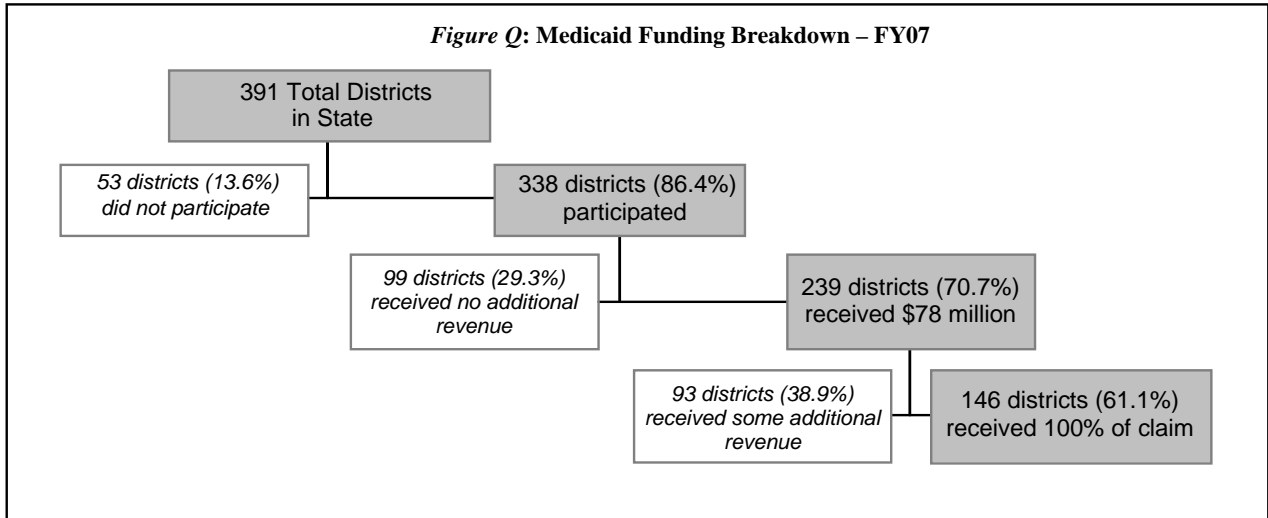 Figure Q: Medicaid Funding Breakdown – FY07
391 Total Districts
in State
53 districts (13.6%)
did not participate
338 districts (86.4%)
participated
99 districts (29.3%)
received no additional
revenue
239 districts (70.7%)
received $78 million
93 districts (38.9%)
received some additional
revenue
146 districts (61.1%)
received 100% of claim